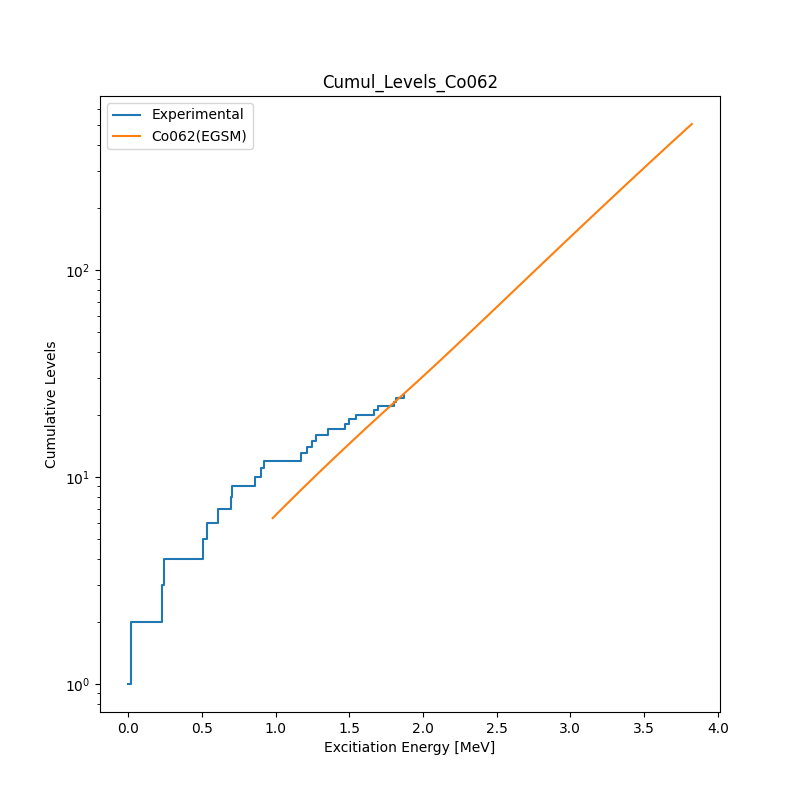 Cumul_Levels_Co062
Experimental
Co062(EGSM)
Cumulative Levels
10²
10¹
10⁰
0.0 0.5 1.0 1.5 2.0 2.5 3.0 3.5 4.0
Excitiation Energy [MeV]